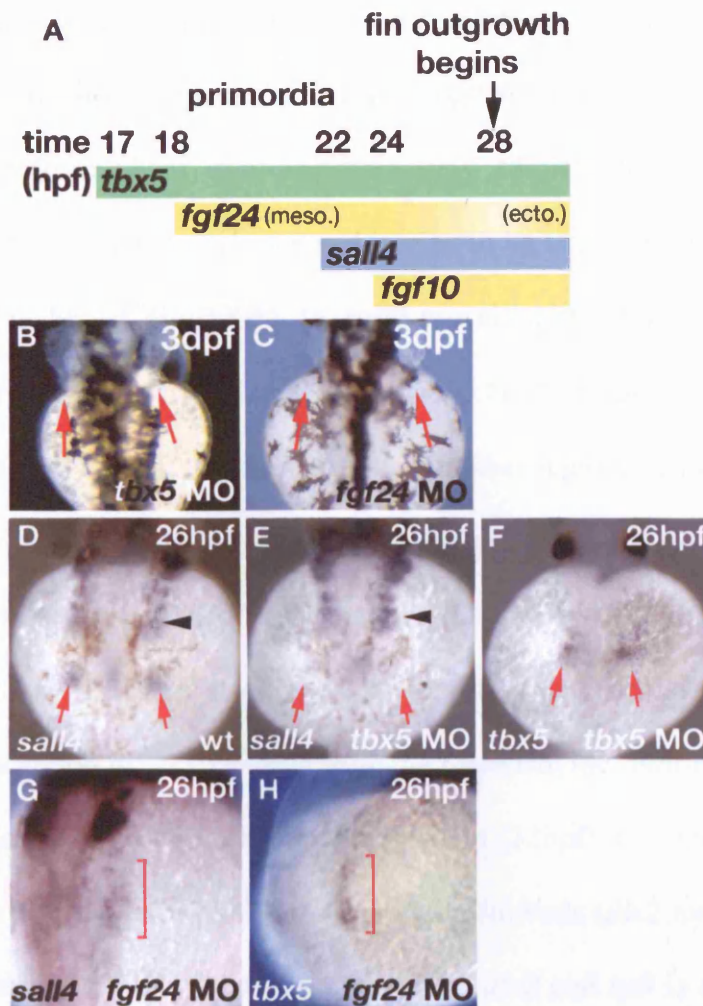 A
fin outgrowth
begins
primordia
time 17 18 22 24 28
(hpf) tbx5
fgf24 (meso.) (ecto.)
sall4
fgf10
B 3dpf
tbx5 MO
C 3dpf
fgf24 MO
D 26hpf
sall4 wt
E 26hpf
sall4 tbx5 MO
F 26hpf
tbx5 tbx5 MO
G 26hpf
sall4 fgf24 MO
H 26hpf
tbx5 fgf24 MO